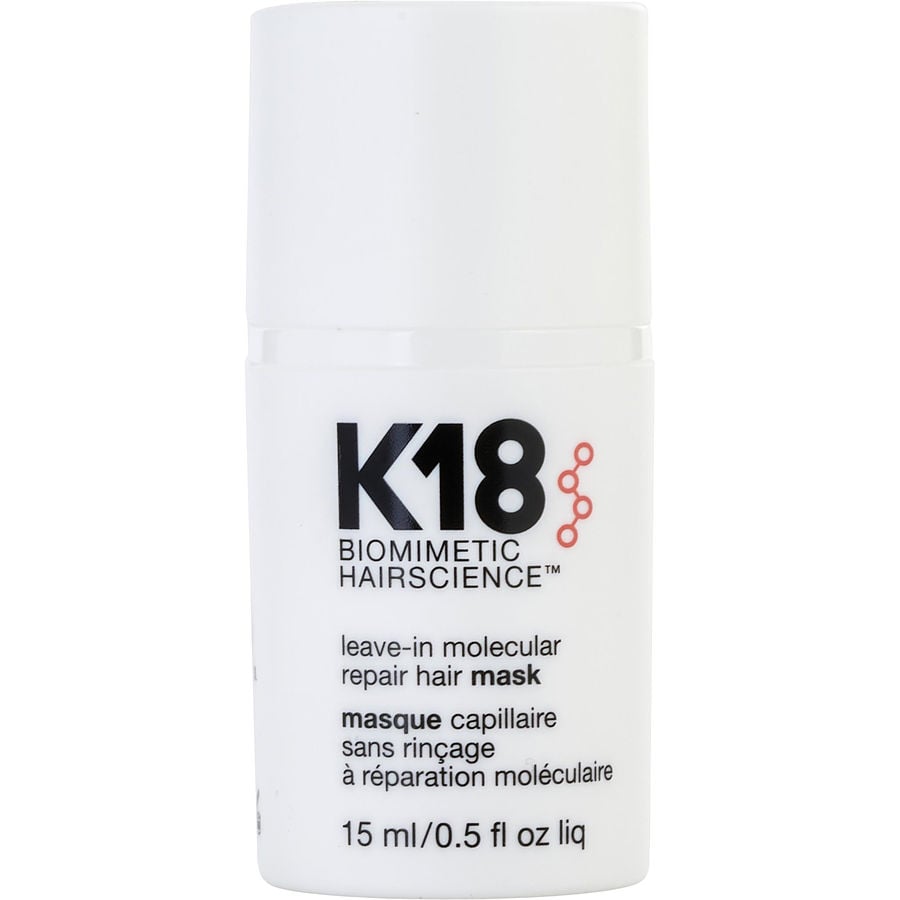 K18
BIOMIMETIC
HAIRSCIENCE™
leave-in molecular
repair hair mask
masque capillaire
sans rinçage
à réparation moléculaire
15 ml/0.5 fl oz liq